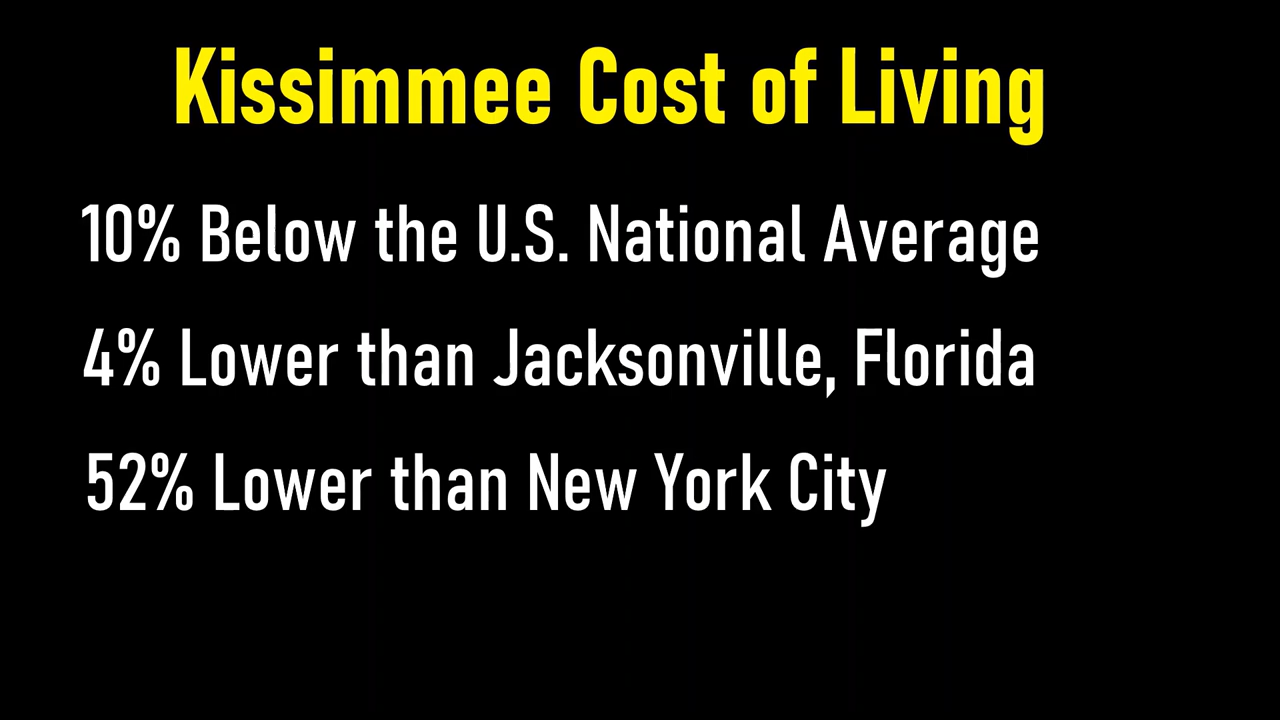 Kissimmee Cost of Living
10% Below the U.S. National Average
4% Lower than Jacksonville, Florida
52% Lower than New York City